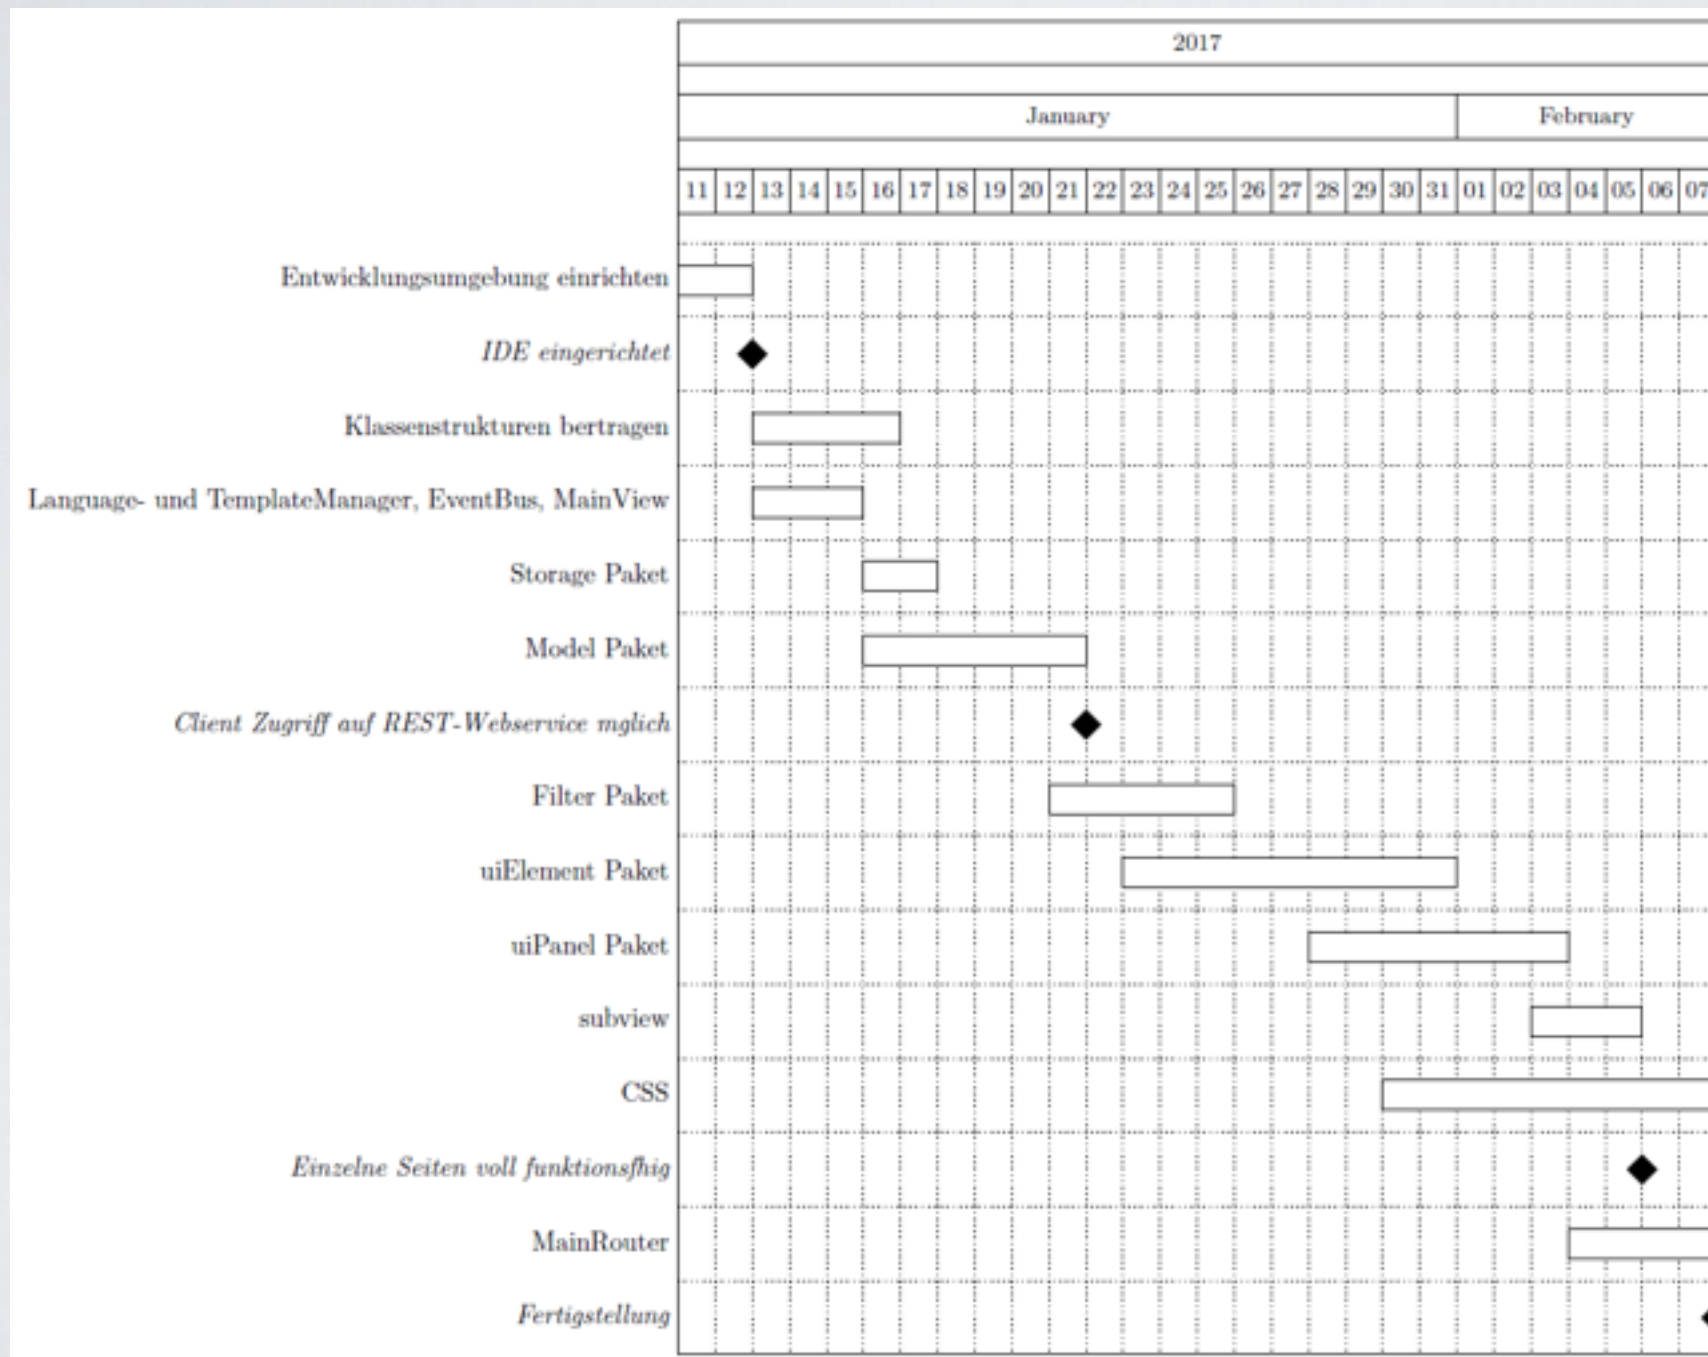 2017
January February
11 12 13 14 15 16 17 18 19 20 21 22 23 24 25 26 27 28 29 30 31 01 02 03 04 05 06 07
Entwicklungsumgebung einrichten
IDE eingerichtet
Klassenstrukturen bertragen
Language- und TemplateManager, EventBus, MainView
Storage Paket
Model Paket
Client Zugriff auf REST-Webservice mglich
Filter Paket
uiElement Paket
uiPanel Paket
subview
CSS
Einzelne Seiten voll funktionsfhig
MainRouter
Fertigstellung